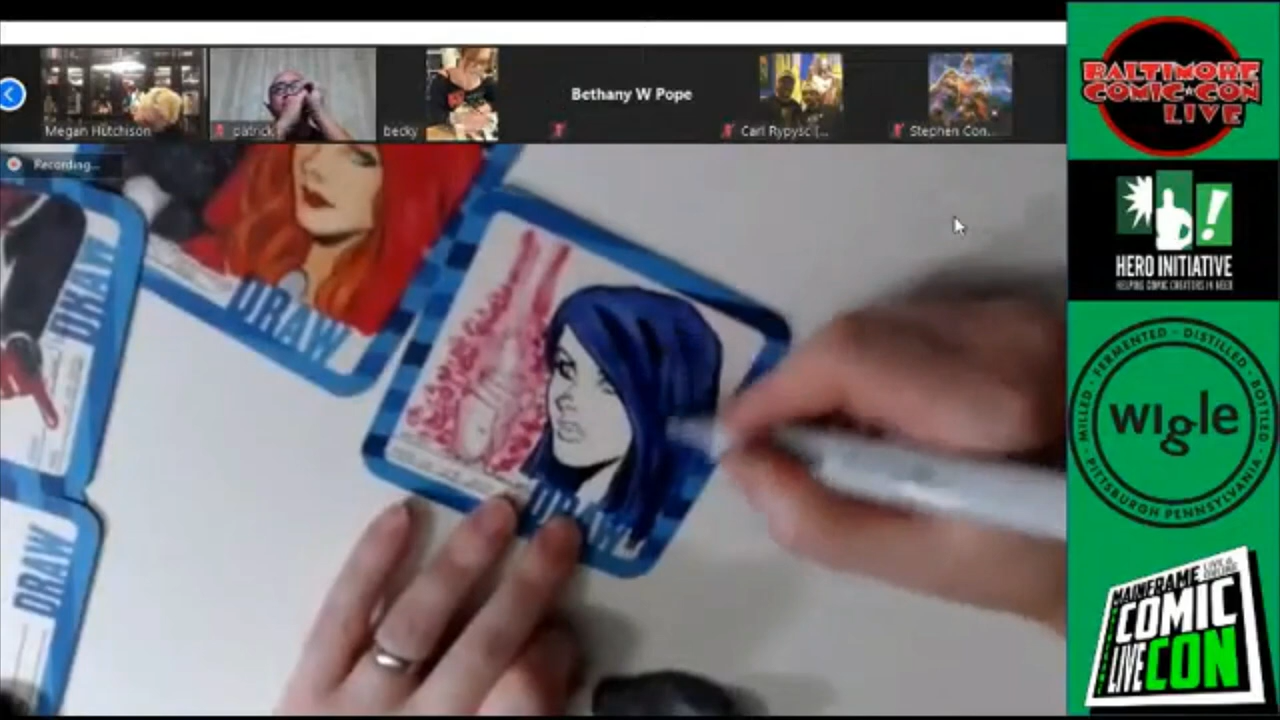 Megan Hutchison
patrick
becky
Bethany W Pope
Carl Rypysc (...
Stephen Con...
Recording...
DRAW
DRAW
DRAW
DRAW
BALTIMORE
COMIC-CON
LIVE
HERO INITIATIVE
HELPING COMIC CREATORS IN NEED
MILLED - FERMENTED - DISTILLED - BOTTLED
wigle
PITTSBURGH PENNSYLVANIA
MAINFRAME
COMIC
LIVE CON